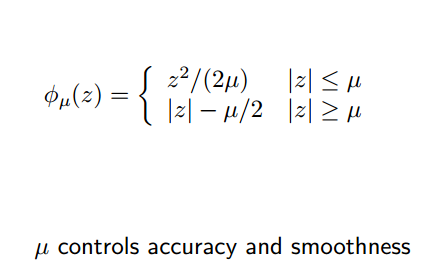 ϕμ(z) = { z²/(2μ) |z| ≤ μ
|z| − μ/2 |z| ≥ μ
μ controls accuracy and smoothness